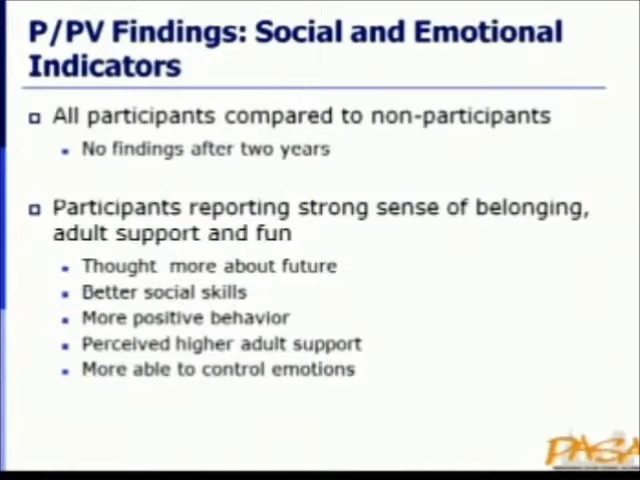 P/PV Findings: Social and Emotional
Indicators
All participants compared to non-participants
No findings after two years
Participants reporting strong sense of belonging,
adult support and fun
Thought more about future
Better social skills
More positive behavior
Perceived higher adult support
More able to control emotions
PASA